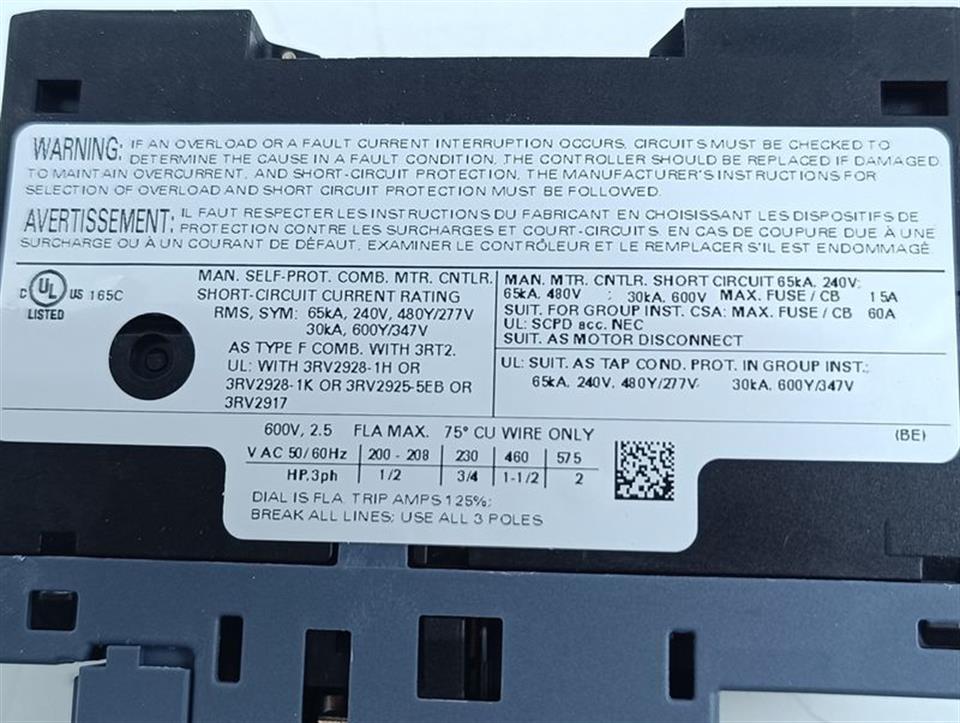 WARNING: IF AN OVERLOAD OR A FAULT CURRENT INTERRUPTION OCCURS, CIRCUITS MUST BE CHECKED TO
DETERMINE THE CAUSE IN A FAULT CONDITION, THE CONTROLLER SHOULD BE REPLACED IF DAMAGED.
TO MAINTAIN OVERCURRENT, AND SHORT-CIRCUIT PROTECTION, THE MANUFACTURER'S INSTRUCTIONS FOR
SELECTION OF OVERLOAD AND SHORT CIRCUIT PROTECTION MUST BE FOLLOWED.
AVERTISSEMENT: IL FAUT RESPECTER LES INSTRUCTIONS DU FABRICANT EN CHOISISSANT LES DISPOSITIFS DE
PROTECTION CONTRE LES SURCHARGES ET COURT-CIRCUITS. EN CAS DE COUPURE DUE À UNE
SURCHARGE OU À UN COURANT DE DÉFAUT, EXAMINER LE CONTRÔLEUR ET LE REMPLACER S'IL EST ENDOMMAGÉ.
C UL US 165C
LISTED
MAN. SELF-PROT. COMB. MTR. CNTLR.
SHORT-CIRCUIT CURRENT RATING
RMS, SYM: 65kA, 240V, 480Y/277V
30kA, 600Y/347V
AS TYPE F COMB. WITH 3RT2.
UL: WITH 3RV2928-1H OR
3RV2928-1K OR 3RV2925-5EB OR
3RV2917
MAN. MTR. CNTLR. SHORT CIRCUIT 65kA, 240V;
65kA, 480V ; 30kA, 600V MAX. FUSE / CB 15A
SUIT. FOR GROUP INST. CSA: MAX. FUSE / CB 60A
UL: SCPD acc. NEC
SUIT. AS MOTOR DISCONNECT
UL: SUIT. AS TAP COND. PROT. IN GROUP INST.;
65kA, 240V, 480Y/277V; 30kA, 600Y/347V
600V, 2.5 FLA MAX. 75° CU WIRE ONLY
(BE)
V AC 50/60Hz 200 - 208 230 460 575
HP.3ph 1/2 3/4 1-1/2 2
DIAL IS FLA. TRIP AMPS 125%;
BREAK ALL LINES; USE ALL 3 POLES